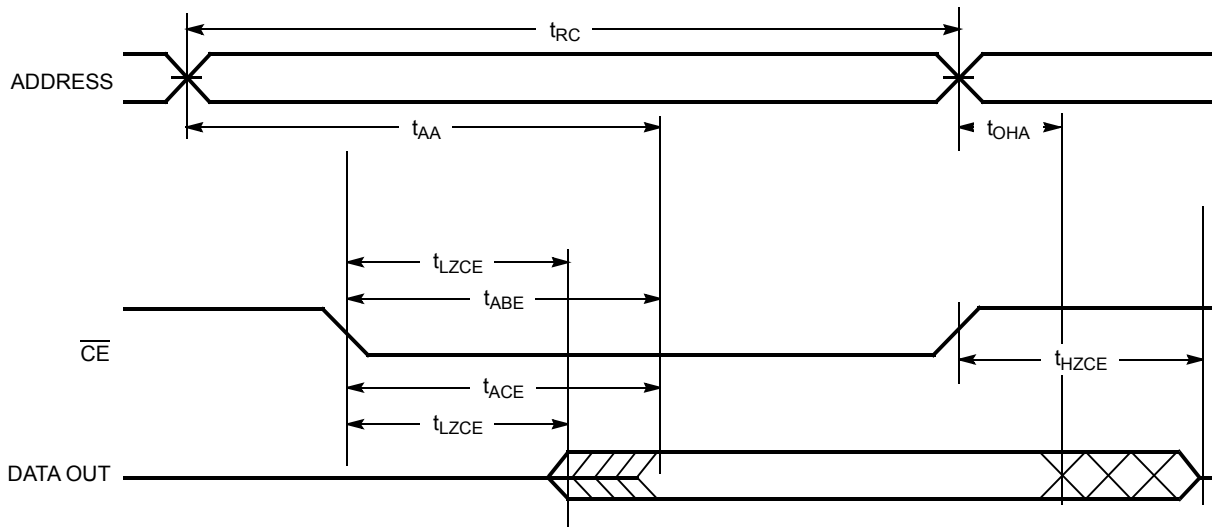 tRC
ADDRESS
tAA
tOHA
tLZCE
tABE
CE
tHZCE
tACE
tLZCE
DATA OUT